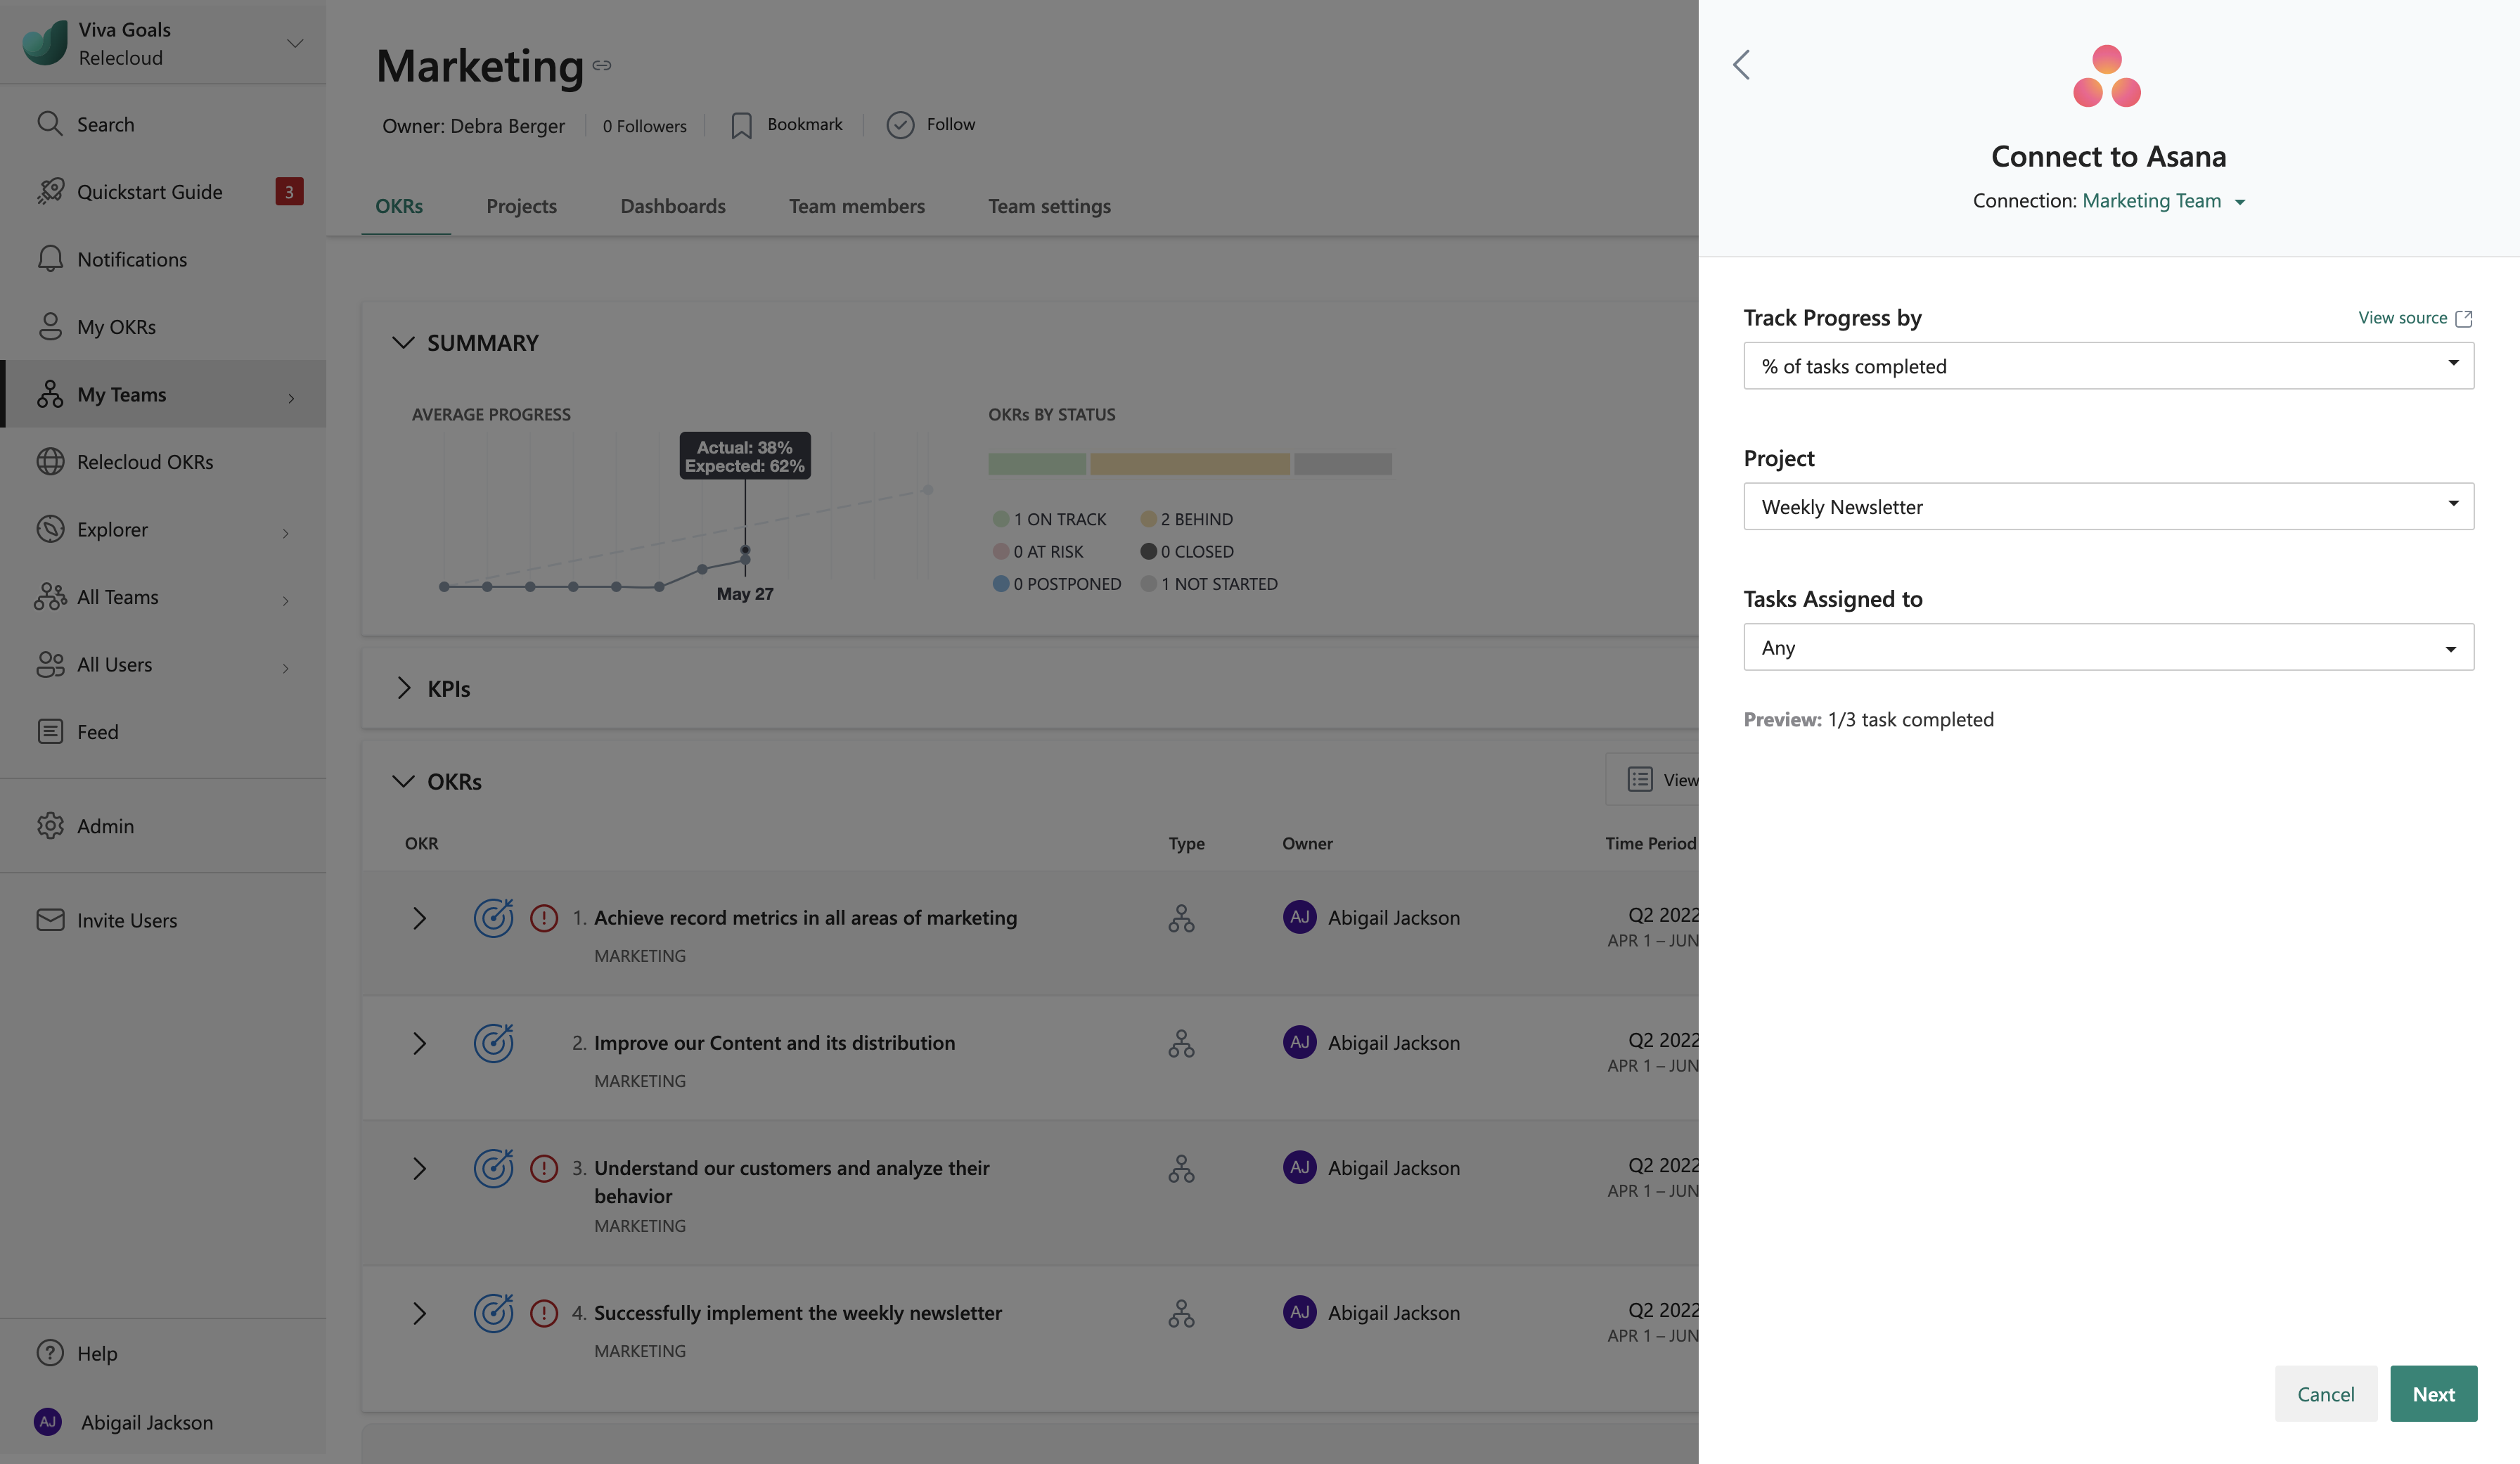 Viva Goals
Relecloud
Search
Quickstart Guide 3
Notifications
My OKRs
My Teams
Relecloud OKRs
Explorer
All Teams
All Users
Feed
Admin
Invite Users
Help
AJ Abigail Jackson
Marketing
Owner: Debra Berger 0 Followers Bookmark Follow
OKRs Projects Dashboards Team members Team settings
SUMMARY
AVERAGE PROGRESS
Actual: 38%
Expected: 62%
May 27
OKRs BY STATUS
1 ON TRACK 2 BEHIND
0 AT RISK 0 CLOSED
0 POSTPONED 1 NOT STARTED
KPIs
OKRs
View
OKR Type Owner Time Period
1. Achieve record metrics in all areas of marketing AJ Abigail Jackson Q2 2022
MARKETING APR 1 – JUN
2. Improve our Content and its distribution AJ Abigail Jackson Q2 2022
MARKETING APR 1 – JUN
3. Understand our customers and analyze their AJ Abigail Jackson Q2 2022
behavior APR 1 – JUN
MARKETING
4. Successfully implement the weekly newsletter AJ Abigail Jackson Q2 2022
MARKETING APR 1 – JUN
Connect to Asana
Connection: Marketing Team
Track Progress by View source
% of tasks completed
Project
Weekly Newsletter
Tasks Assigned to
Any
Preview: 1/3 task completed
Cancel Next